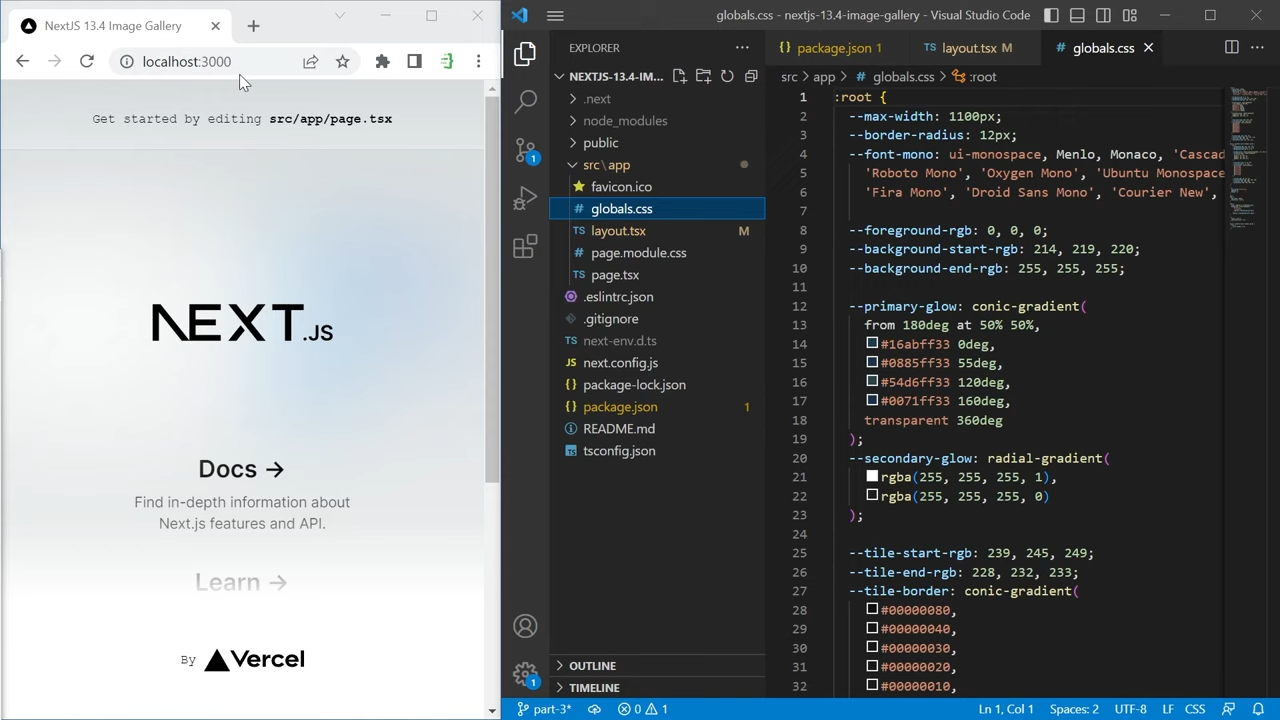 NextJS 13.4 Image Gallery
localhost:3000
Get started by editing src/app/page.tsx
NEXT.JS
Docs ->
Find in-depth information about
Next.js features and API.
Learn ->
By Vercel
globals.css - nextjs-13.4-image-gallery - Visual Studio Code
EXPLORER
NEXTJS-13.4-IM...
.next
node_modules
public
src\app
favicon.ico
globals.css
layout.tsx M
page.module.css
page.tsx
.eslintrc.json
.gitignore
next-env.d.ts
next.config.js
package-lock.json
package.json 1
README.md
tsconfig.json
OUTLINE
TIMELINE
package.json 1
layout.tsx M
globals.css
src > app > globals.css > :root
1 :root {
2 --max-width: 1100px;
3 --border-radius: 12px;
4 --font-mono: ui-monospace, Menlo, Monaco, 'Cascad
5 'Roboto Mono', 'Oxygen Mono', 'Ubuntu Monospace
6 'Fira Mono', 'Droid Sans Mono', 'Courier New',
7
8 --foreground-rgb: 0, 0, 0;
9 --background-start-rgb: 214, 219, 220;
10 --background-end-rgb: 255, 255, 255;
11
12 --primary-glow: conic-gradient(
13 from 180deg at 50% 50%,
14 #16abff33 0deg,
15 #0885ff33 55deg,
16 #54d6ff33 120deg,
17 #0071ff33 160deg,
18 transparent 360deg
19 );
20 --secondary-glow: radial-gradient(
21 rgba(255, 255, 255, 1),
22 rgba(255, 255, 255, 0)
23 );
24
25 --tile-start-rgb: 239, 245, 249;
26 --tile-end-rgb: 228, 232, 233;
27 --tile-border: conic-gradient(
28 #00000080,
29 #00000040,
30 #00000030,
31 #00000020,
32 #00000010,
1
1
part-3* 0 1 Ln 1, Col 1 Spaces: 2 UTF-8 LF CSS